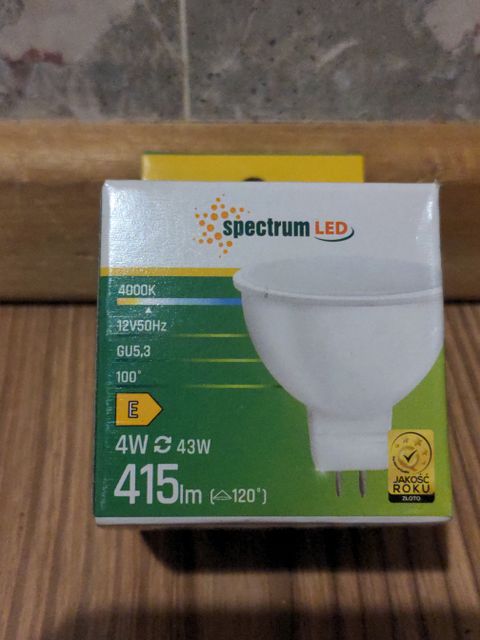 spectrum LED
4000K
12V50Hz
GU5,3
100°
E
4W 43W
415lm (120°)
JAKOŚĆ
ROKU
ZŁOTO